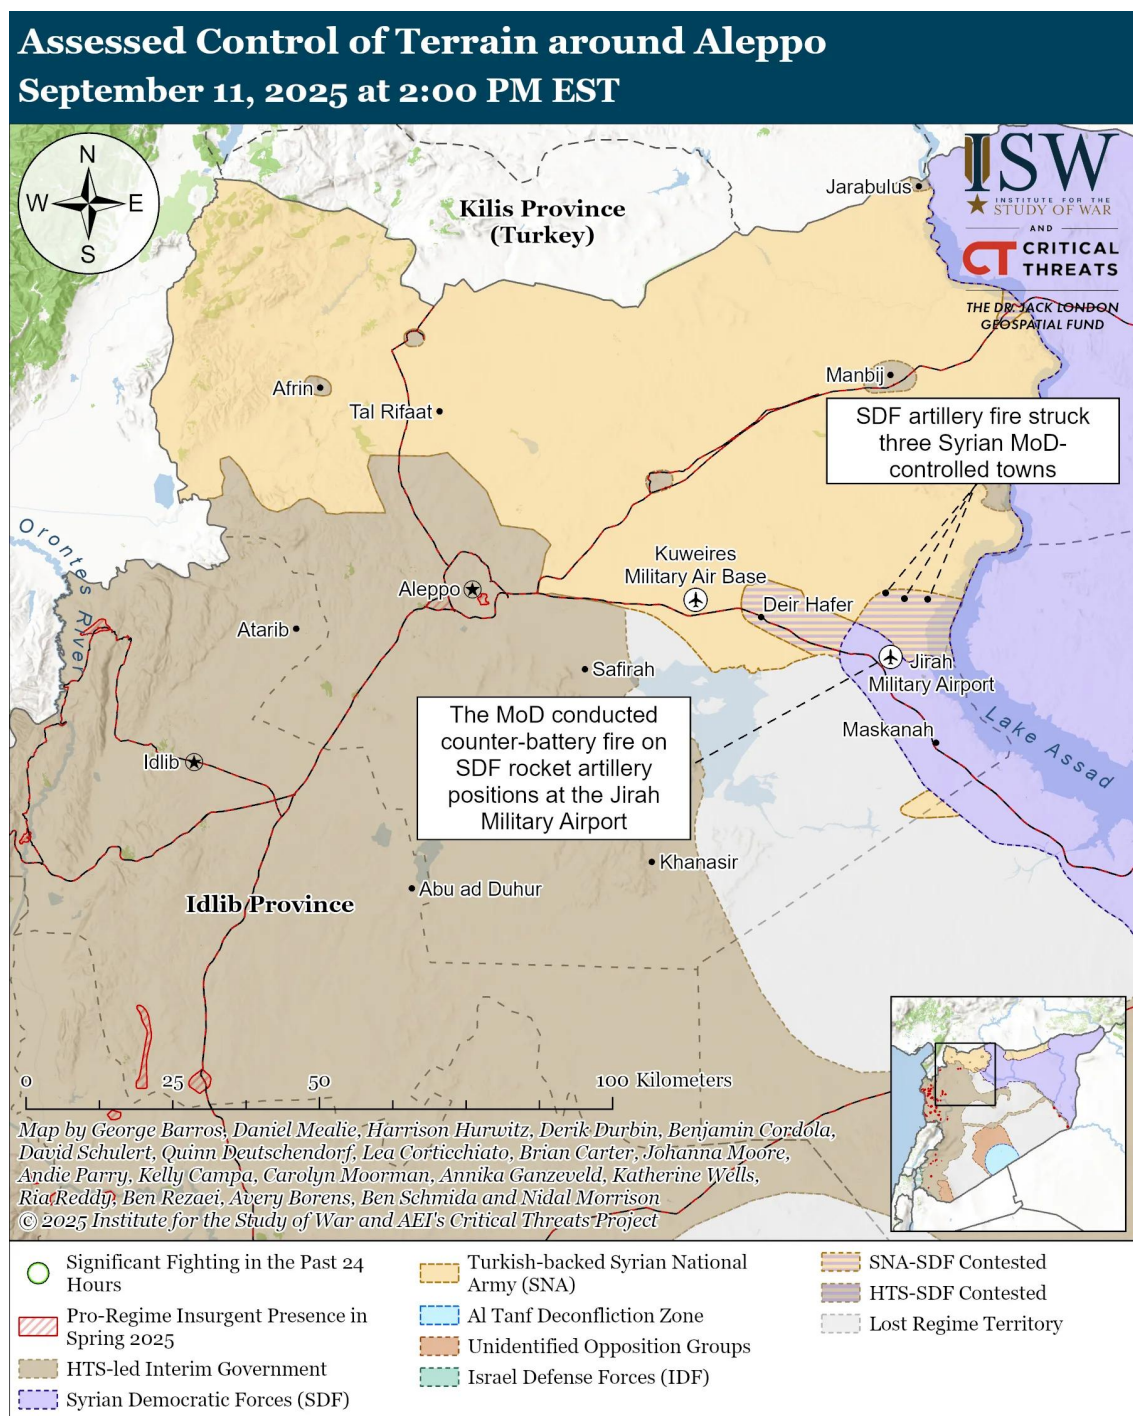 Assessed Control of Terrain around Aleppo
September 11, 2025 at 2:00 PM EST
N
W
E
S
Kilis Province
(Turkey)
Jarabulus
ISW
INSTITUTE FOR THE
STUDY OF WAR
AND
CT CRITICAL
THREATS
THE DR. JACK LONDON
GEOSPATIAL FUND
Afrin
Tal Rifaat
Manbij
SDF artillery fire struck
three Syrian MoD-
controlled towns
Orontes River
Kuweires
Military Air Base
Aleppo
Deir Hafer
Atarib
Safirah
Jirah
Military Airport
The MoD conducted
counter-battery fire on
SDF rocket artillery
positions at the Jirah
Military Airport
Maskanah
Lake Assad
Idlib
Khanasir
Abu ad Duhur
Idlib Province
0
25
50
100 Kilometers
Map by George Barros, Daniel Mealie, Harrison Hurwitz, Derik Durbin, Benjamin Cordola,
David Schulert, Quinn Deutschendorf, Lea Corticchiato, Brian Carter, Johanna Moore,
Andie Parry, Kelly Campa, Carolyn Moorman, Annika Ganzeveld, Katherine Wells,
Ria Reddy, Ben Rezaei, Avery Borens, Ben Schmida and Nidal Morrison
© 2025 Institute for the Study of War and AEI's Critical Threats Project
Significant Fighting in the Past 24
Hours
Pro-Regime Insurgent Presence in
Spring 2025
HTS-led Interim Government
Syrian Democratic Forces (SDF)
Turkish-backed Syrian National
Army (SNA)
Al Tanf Deconfliction Zone
Unidentified Opposition Groups
Israel Defense Forces (IDF)
SNA-SDF Contested
HTS-SDF Contested
Lost Regime Territory